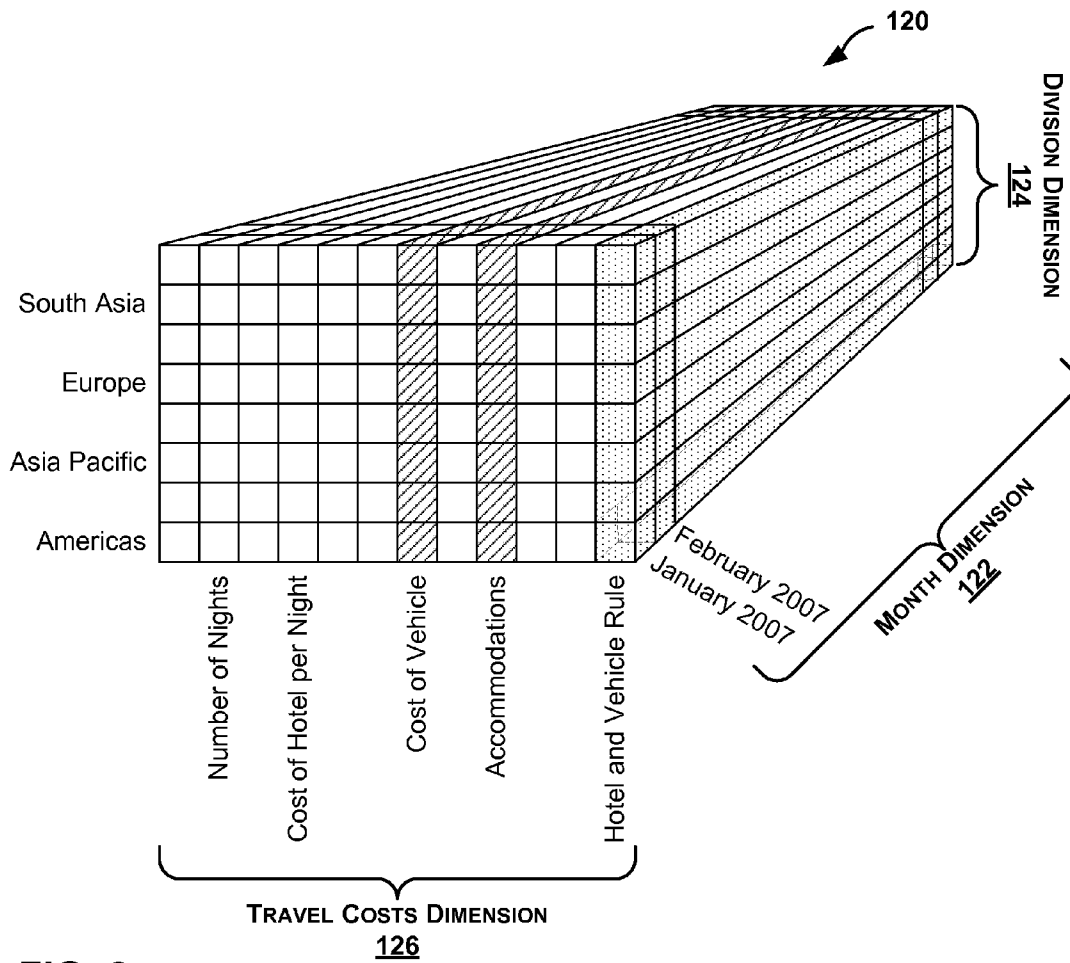 120
DIVISION DIMENSION
124
South Asia
Europe
Asia Pacific
Americas
February 2007
January 2007
MONTH DIMENSION
122
Number of Nights
Cost of Hotel per Night
Cost of Vehicle
Accommodations
Hotel and Vehicle Rule
TRAVEL COSTS DIMENSION
126